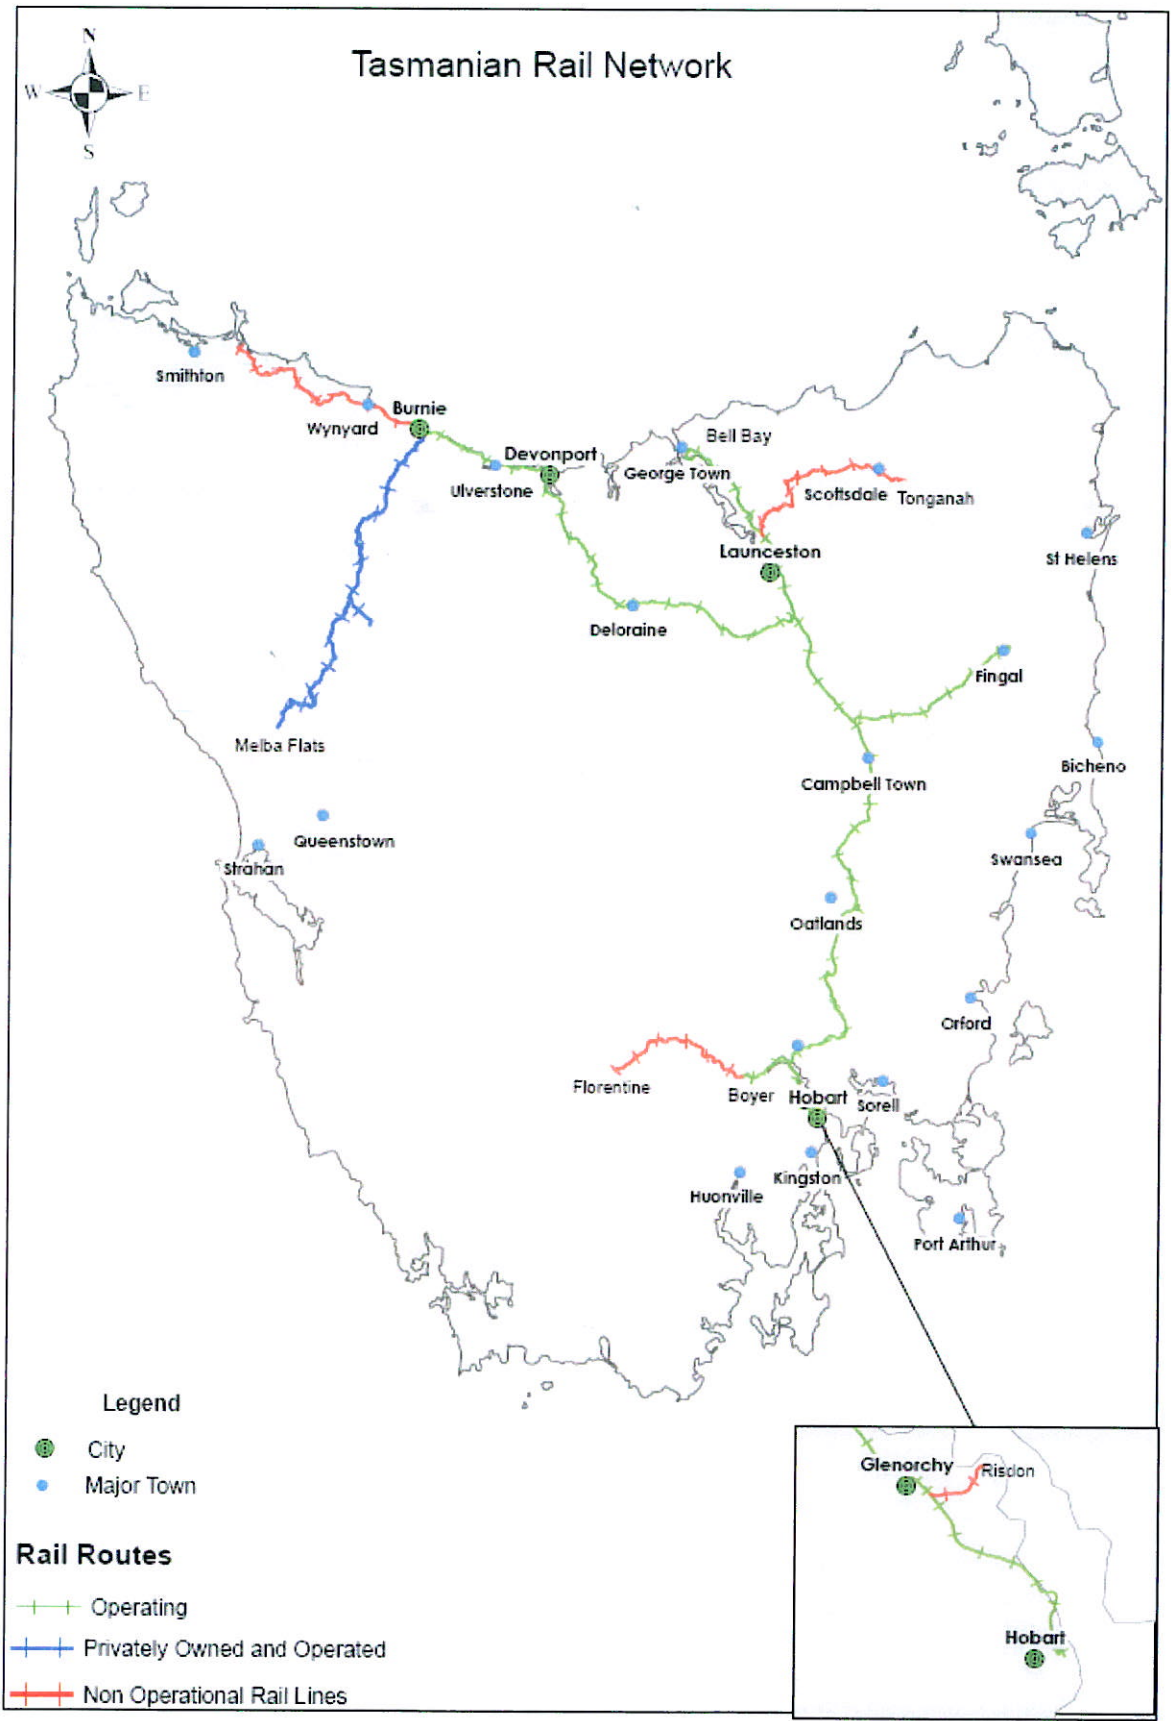 N
Tasmanian Rail Network
W
E
S
Smithton
Wynyard
Burnie
Ulverstone
Devonport
Bell Bay
George Town
Scottsdale
Tonganah
Launceston
St Helens
Deloraine
Fingal
Melba Flats
Bicheno
Campbell Town
Queenstown
Strahan
Swansea
Oatlands
Orford
Florentine
Boyer
Hobart
Sorell
Kingston
Huonville
Port Arthur
Legend
City
Major Town
Rail Routes
Operating
Privately Owned and Operated
Non Operational Rail Lines
Glenorchy
Risdon
Hobart